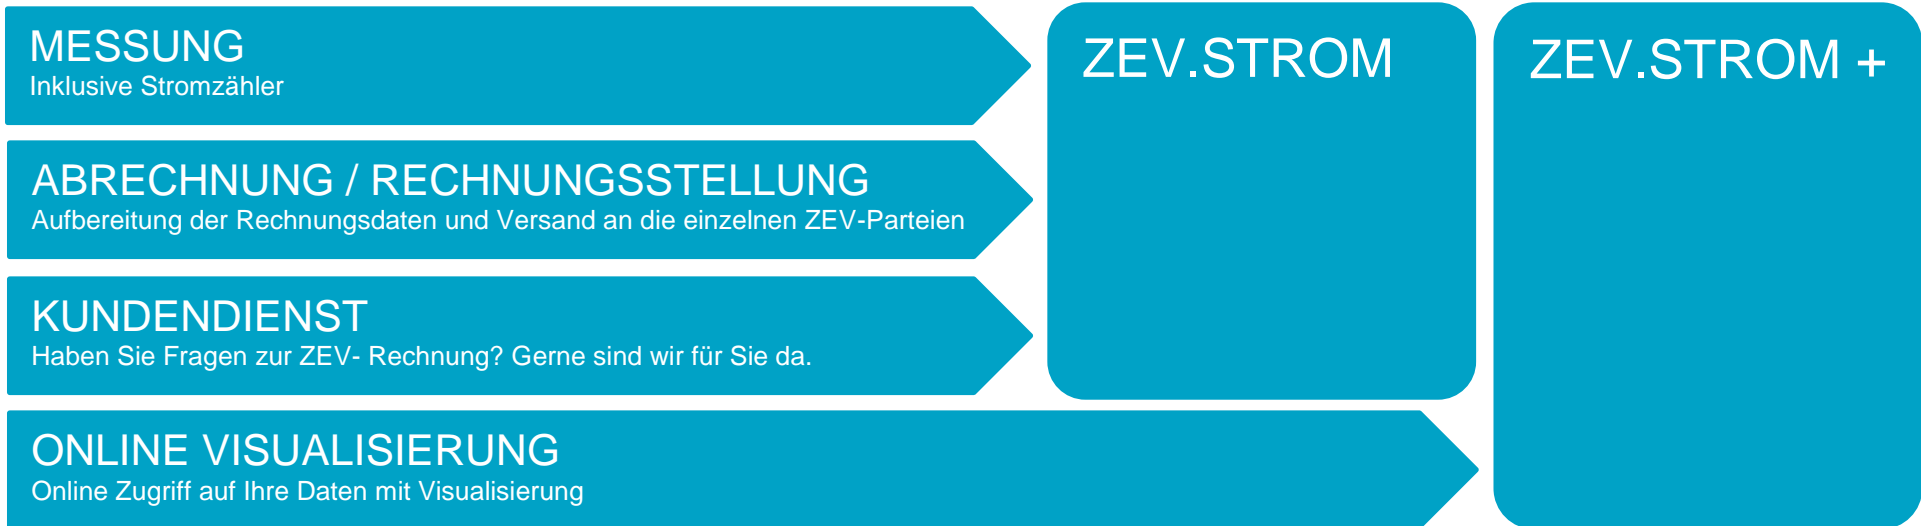 MESSUNG
Inklusive Stromzähler
ZEV.STROM
ZEV.STROM +
ABRECHNUNG / RECHNUNGSSTELLUNG
Aufbereitung der Rechnungsdaten und Versand an die einzelnen ZEV-Parteien
KUNDENDIENST
Haben Sie Fragen zur ZEV- Rechnung? Gerne sind wir für Sie da.
ONLINE VISUALISIERUNG
Online Zugriff auf Ihre Daten mit Visualisierung